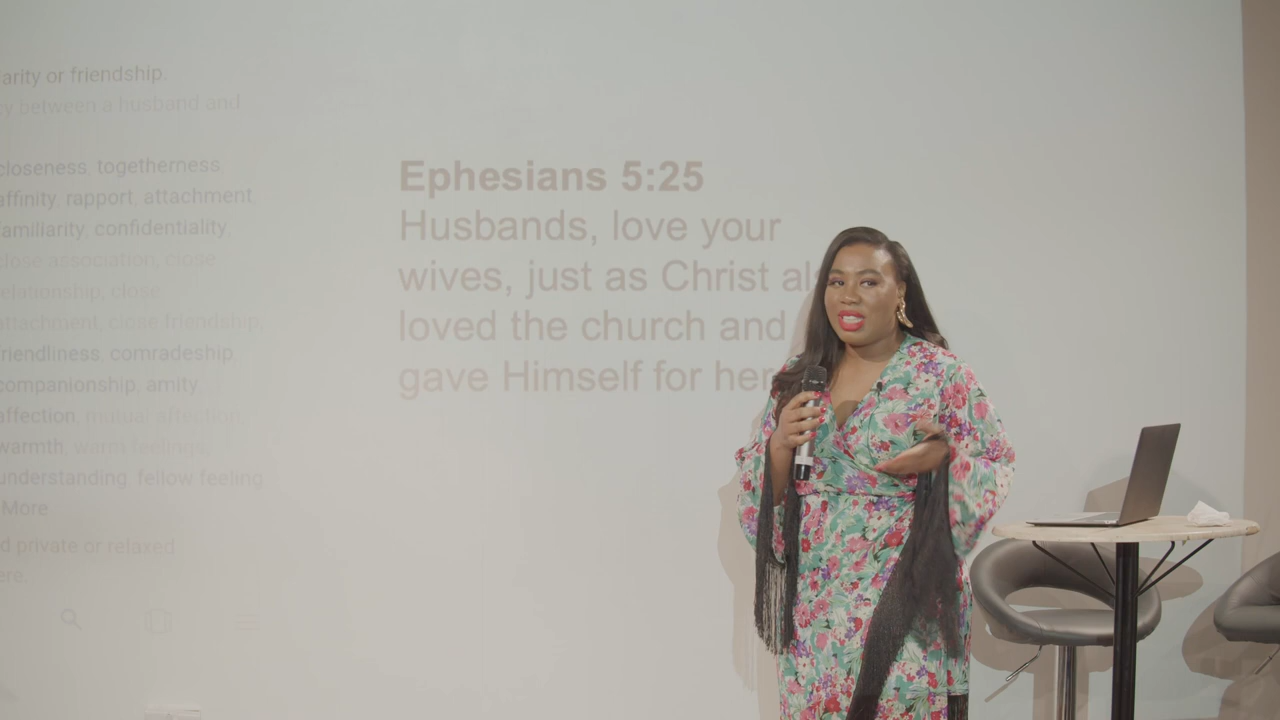 arity or friendship.
cy between a husband and
closeness, togetherness,
affinity, rapport, attachment,
familiarity, confidentiality,
close association, close
relationship, close
attachment, close friendship,
friendliness, comradeship,
companionship, amity,
affection, mutual affection,
warmth, warm feelings,
understanding, fellow feeling
More
d private or relaxed
ere.
Ephesians 5:25
Husbands, love your
wives, just as Christ al
loved the church and
gave Himself for her